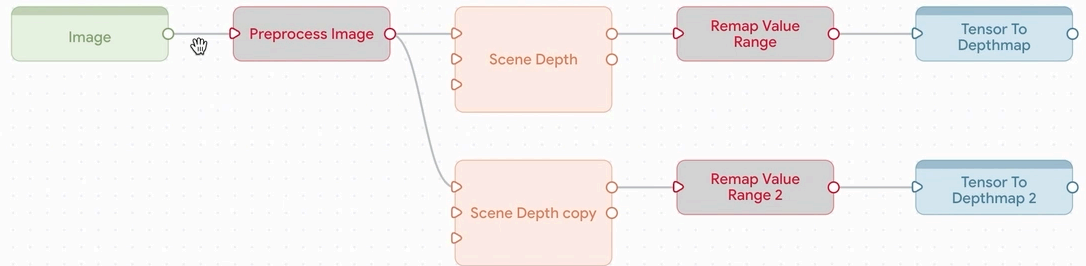 Image
Preprocess Image
Scene Depth
Remap Value
Range
Tensor To
Depthmap
Scene Depth copy
Remap Value
Range 2
Tensor To
Depthmap 2